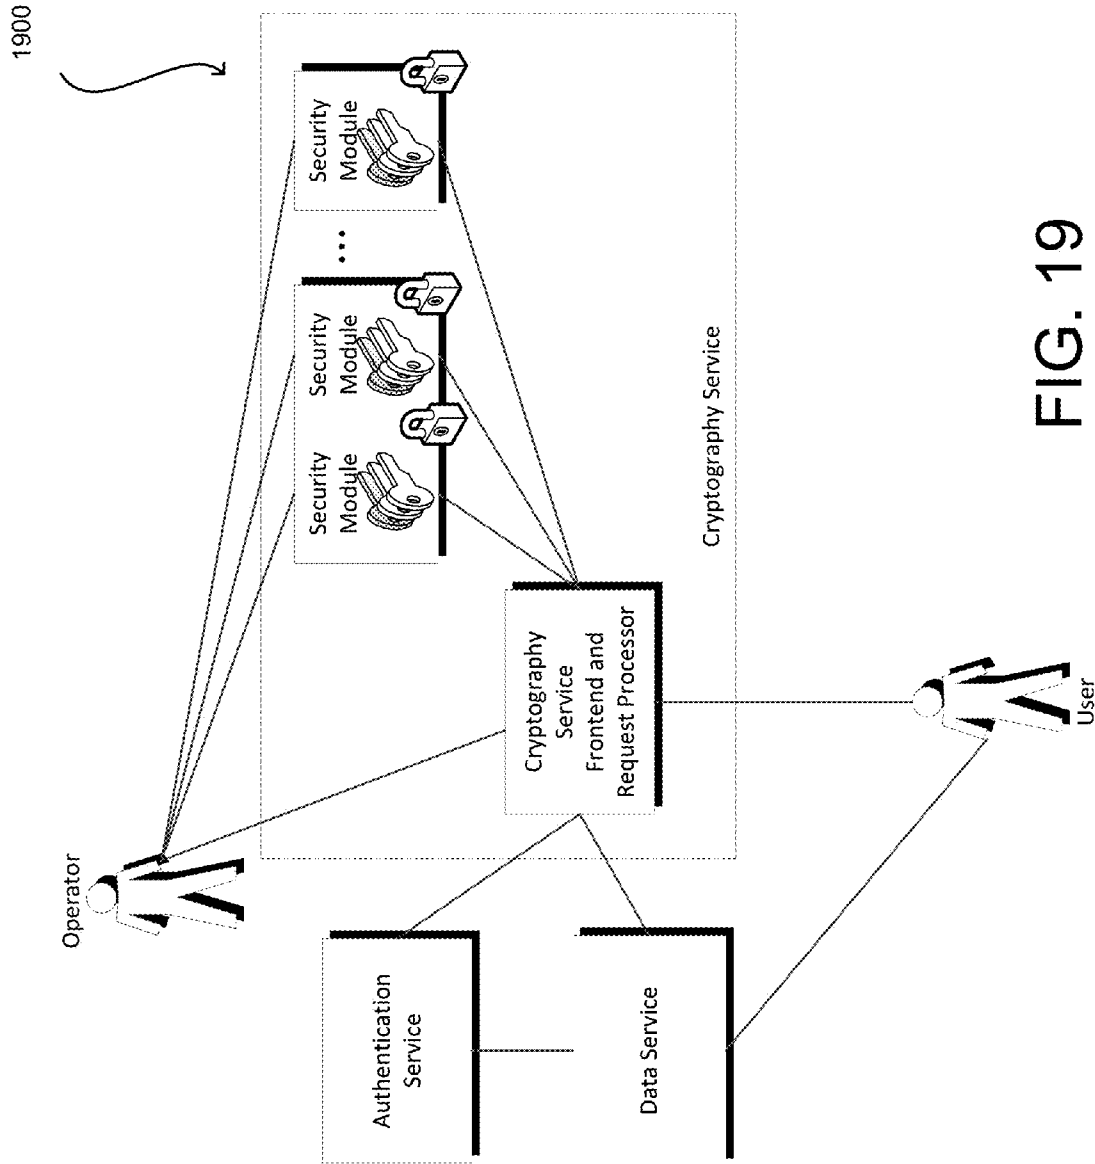 1900
Operator
Security
Module
Security
Module
...
Security
Module
Authentication
Service
Cryptography
Service
Frontend and
Request Processor
Data Service
Cryptography Service
User
FIG. 19